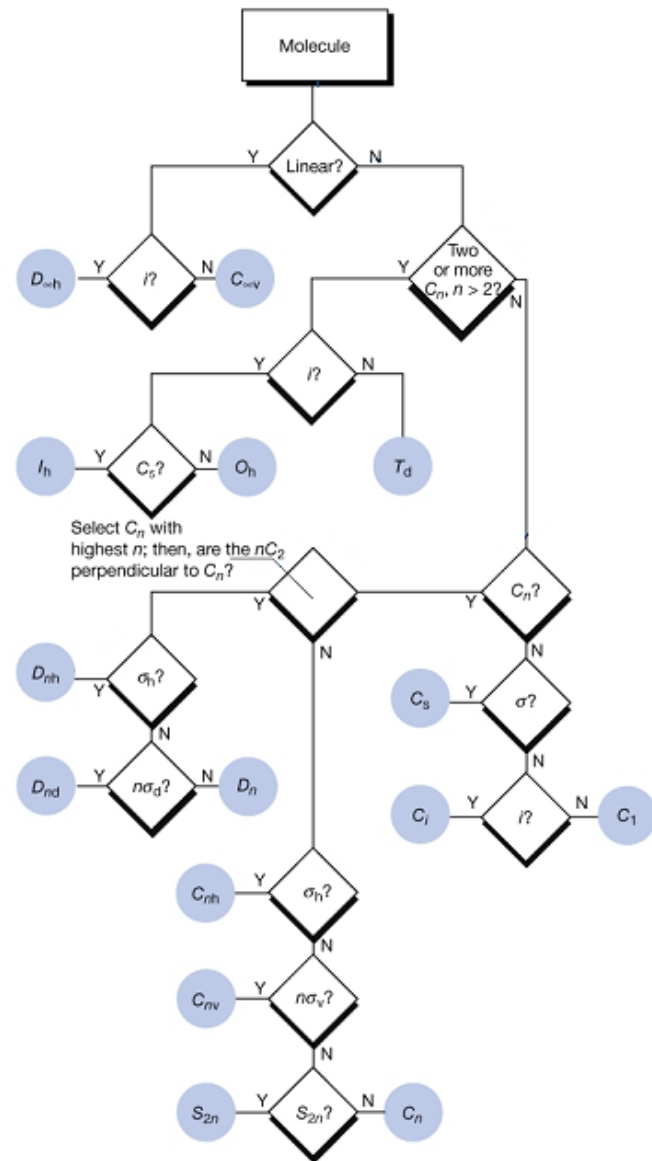 Molecule
Y
Linear?
N
D∞h
Y
i?
N
C∞v
Y
Two
or more
Cn, n > 2?
N
Y
i?
N
Ih
Y
C5?
N
Oh
Td
Select Cn with
highest n; then, are the nC2
perpendicular to Cn?
Y
N
Y
Cn?
N
Dnh
Y
σh?
N
Cs
Y
σ?
N
Dnd
Y
nσd?
N
Dn
Ci
Y
i?
N
C1
Cnh
Y
σh?
N
Cnv
Y
nσv?
N
S2n
Y
S2n?
N
Cn